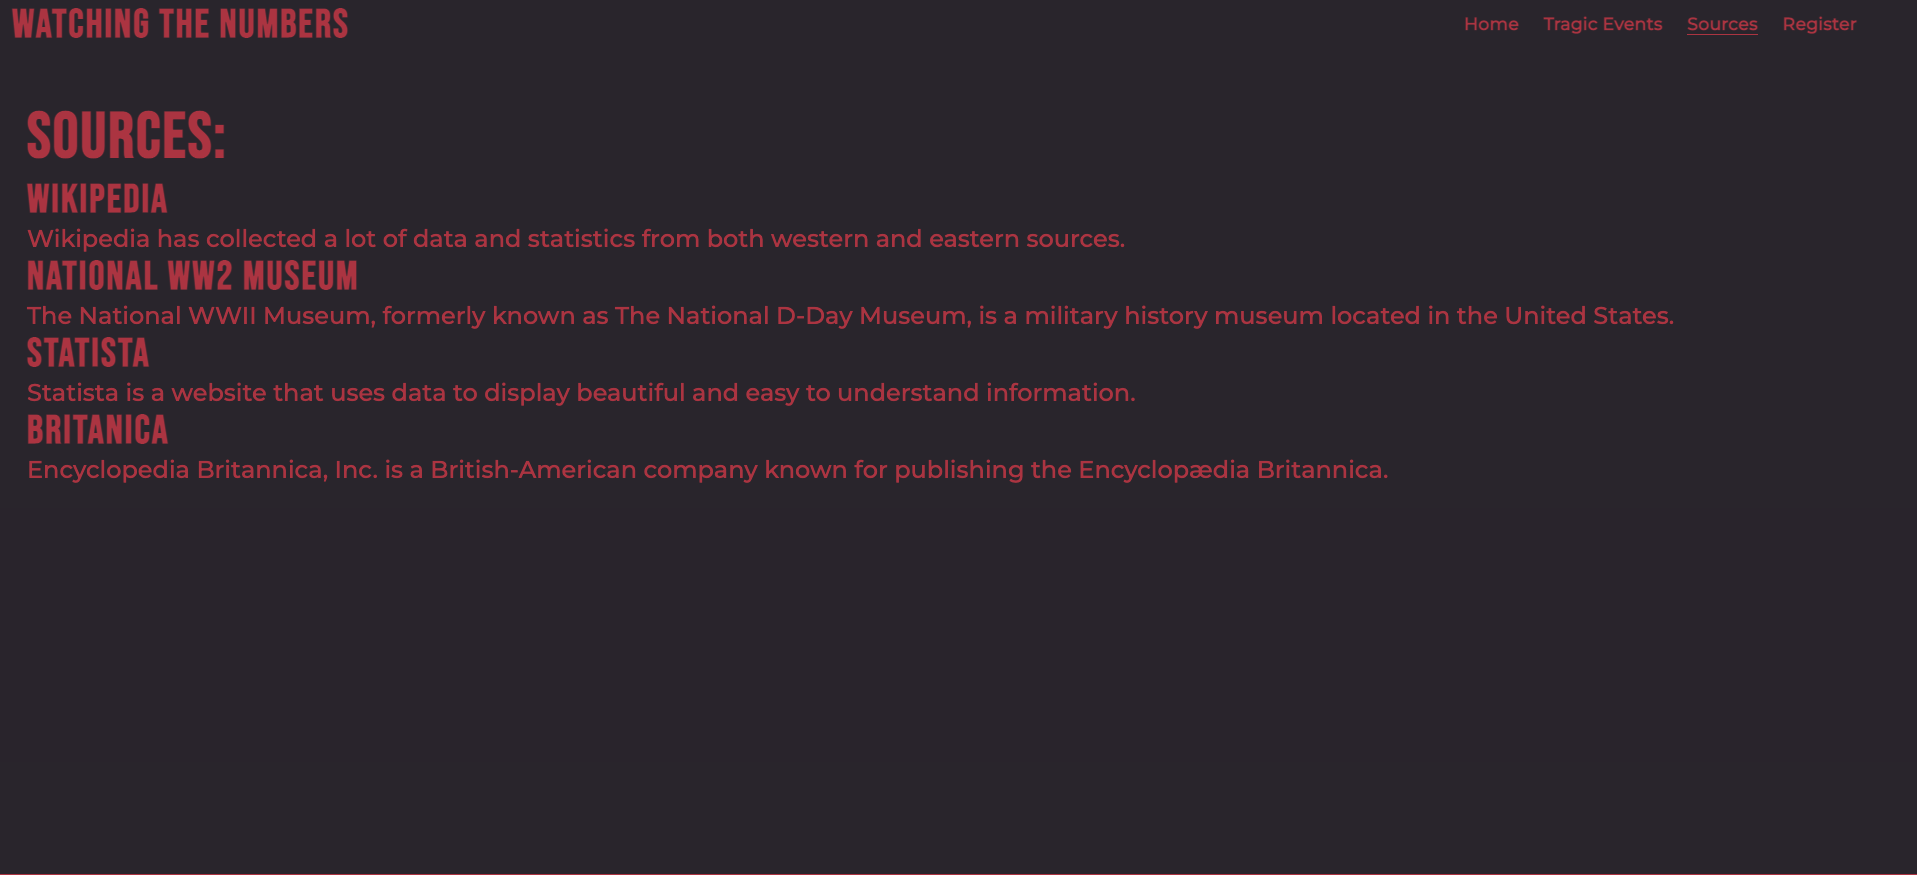 WATCHING THE NUMBERS
Home Tragic Events Sources Register
SOURCES:
WIKIPEDIA
Wikipedia has collected a lot of data and statistics from both western and eastern sources.
NATIONAL WW2 MUSEUM
The National WWII Museum, formerly known as The National D-Day Museum, is a military history museum located in the United States.
STATISTA
Statista is a website that uses data to display beautiful and easy to understand information.
BRITANICA
Encyclopedia Britannica, Inc. is a British-American company known for publishing the Encyclopædia Britannica.